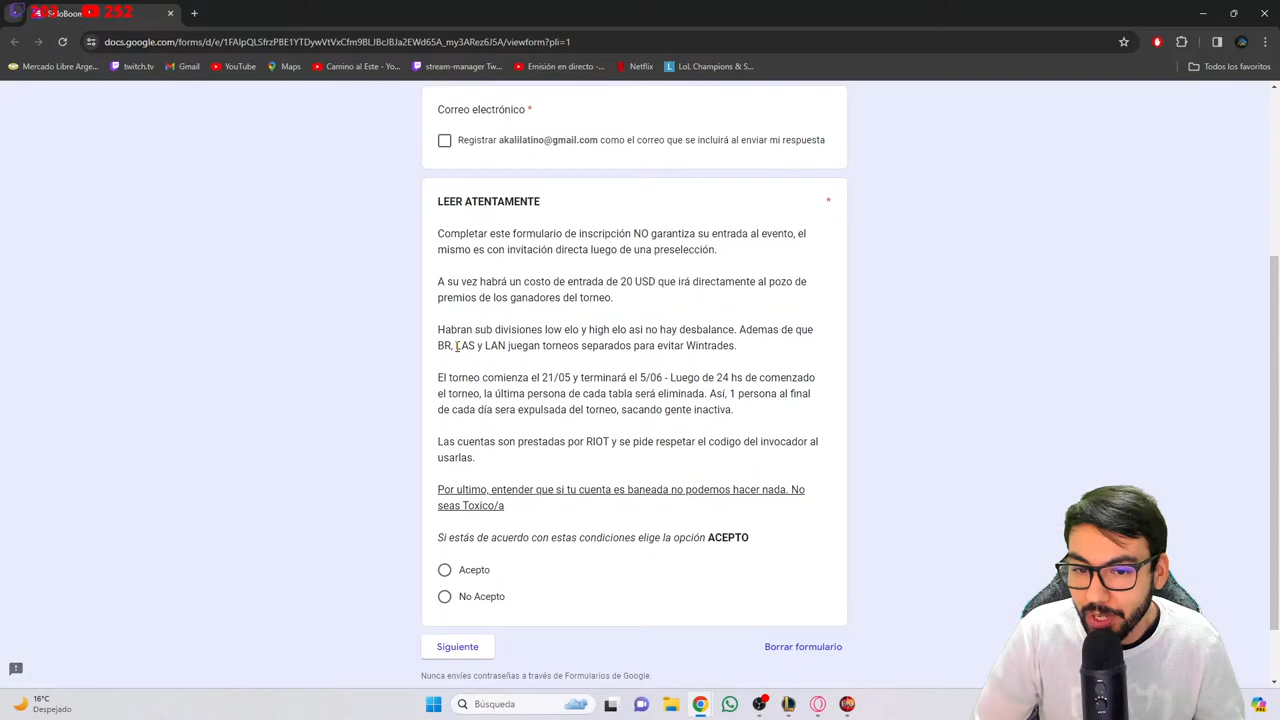 252
docs.google.com/forms/d/e/1FAIpQLSfrzPBE1YTDywVtVxCfm9BLJBcJBJa2EWd65A_my3ARez6J5A/viewform?pli=1
Mercado Libre Arge... twitch.tv Gmail YouTube Maps Camino al Este - Yo... stream-manager Tw... Emisión en directo -... Netflix LoL Champions & S... Todos los favoritos
Correo electrónico *
Registrar akalilatino@gmail.com como el correo que se incluirá al enviar mi respuesta
LEER ATENTAMENTE *
Completar este formulario de inscripción NO garantiza su entrada al evento, el
mismo es con invitación directa luego de una preselección.
A su vez habrá un costo de entrada de 20 USD que irá directamente al pozo de
premios de los ganadores del torneo.
Habran sub divisiones low elo y high elo asi no hay desbalance. Ademas de que
BR, LAS y LAN juegan torneos separados para evitar Wintrades.
El torneo comienza el 21/05 y terminará el 5/06 - Luego de 24 hs de comenzado
el torneo, la última persona de cada tabla será eliminada. Así, 1 persona al final
de cada día sera expulsada del torneo, sacando gente inactiva.
Las cuentas son prestadas por RIOT y se pide respetar el codigo del invocador al
usarlas.
Por ultimo, entender que si tu cuenta es baneada no podemos hacer nada. No
seas Toxico/a
Si estás de acuerdo con estas condiciones elige la opción ACEPTO
Acepto
No Acepto
Siguiente Borrar formulario
Nunca envíes contraseñas a través de Formularios de Google.
16°C
Despejado
Búsqueda